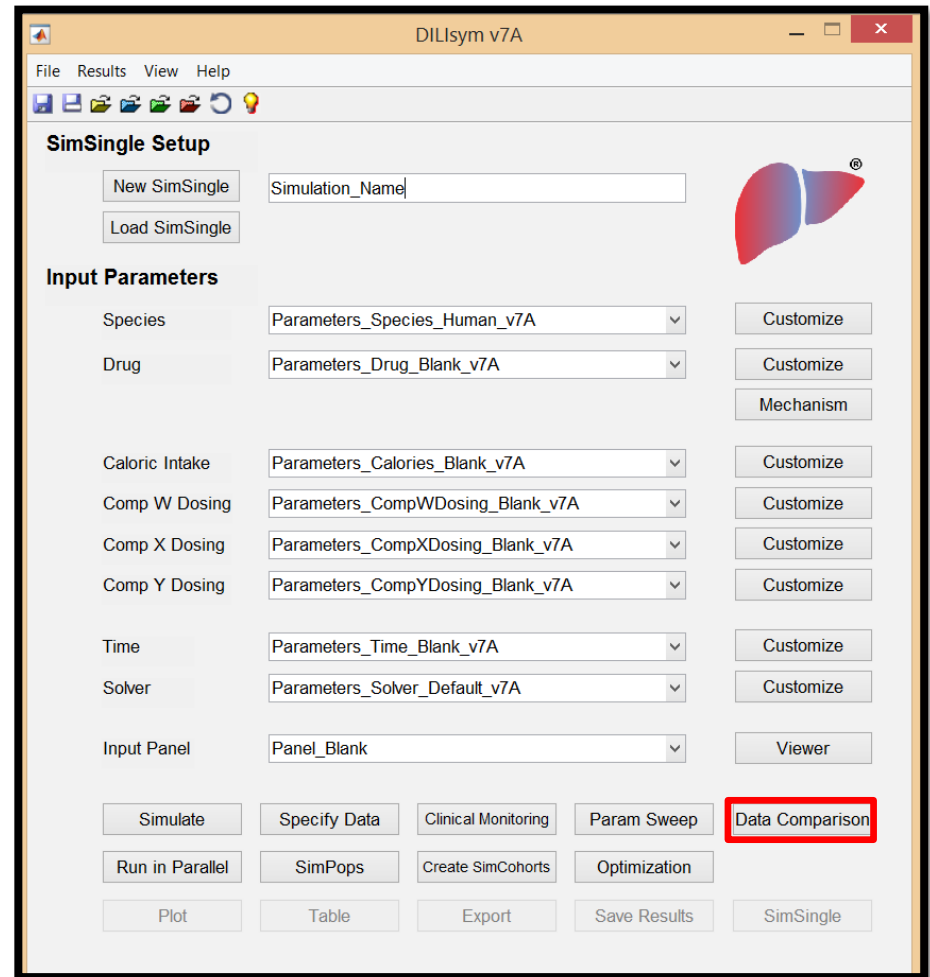 DILIsym v7A
File Results View Help
SimSingle Setup
New SimSingle Simulation_Name
®
Load SimSingle
Input Parameters
Species Parameters_Species_Human_v7A Customize
Drug Parameters_Drug_Blank_v7A Customize
Mechanism
Caloric Intake Parameters_Calories_Blank_v7A Customize
Comp W Dosing Parameters_CompWDosing_Blank_v7A Customize
Comp X Dosing Parameters_CompXDosing_Blank_v7A Customize
Comp Y Dosing Parameters_CompYDosing_Blank_v7A Customize
Time Parameters_Time_Blank_v7A Customize
Solver Parameters_Solver_Default_v7A Customize
Input Panel Panel_Blank Viewer
Simulate Specify Data Clinical Monitoring Param Sweep Data Comparison
Run in Parallel SimPops Create SimCohorts Optimization
Plot Table Export Save Results SimSingle